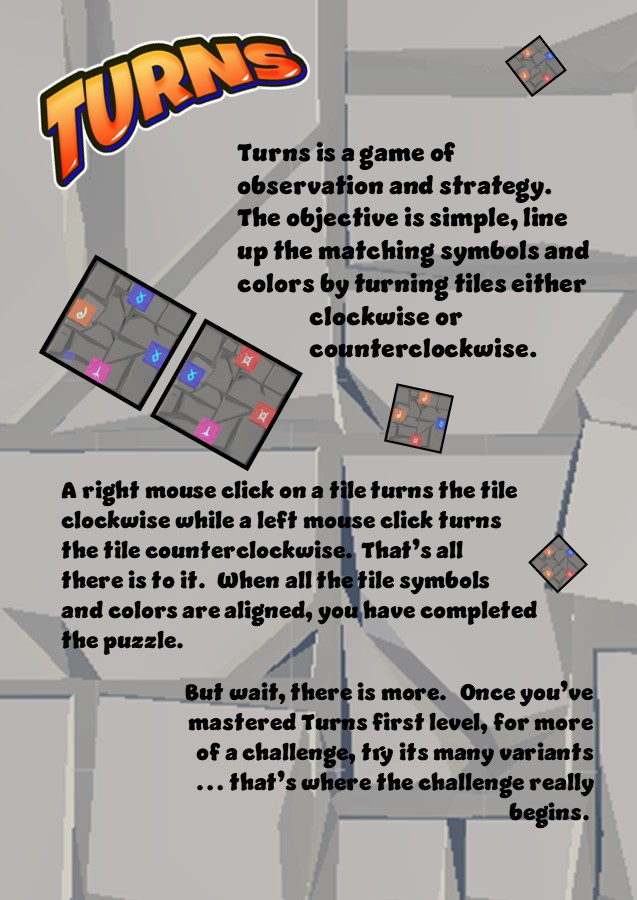 TURNS
Turns is a game of
observation and strategy.
The objective is simple, line
up the matching symbols and
colors by turning tiles either
clockwise or
counterclockwise.
A right mouse click on a tile turns the tile
clockwise while a left mouse click turns
the tile counterclockwise. That's all
there is to it. When all the tile symbols
and colors are aligned, you have completed
the puzzle.
But wait, there is more. Once you've
mastered Turns first level, for more
of a challenge, try its many variants
... that's where the challenge really
begins.